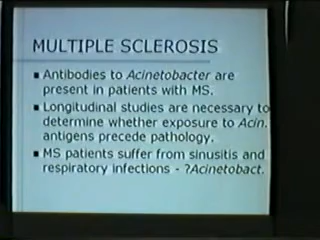 MULTIPLE SCLEROSIS
Antibodies to Acinetobacter are
present in patients with MS.
Longitudinal studies are necessary to
determine whether exposure to Acin.
antigens precede pathology.
MS patients suffer from sinusitis and
respiratory infections - ?Acinetobact.